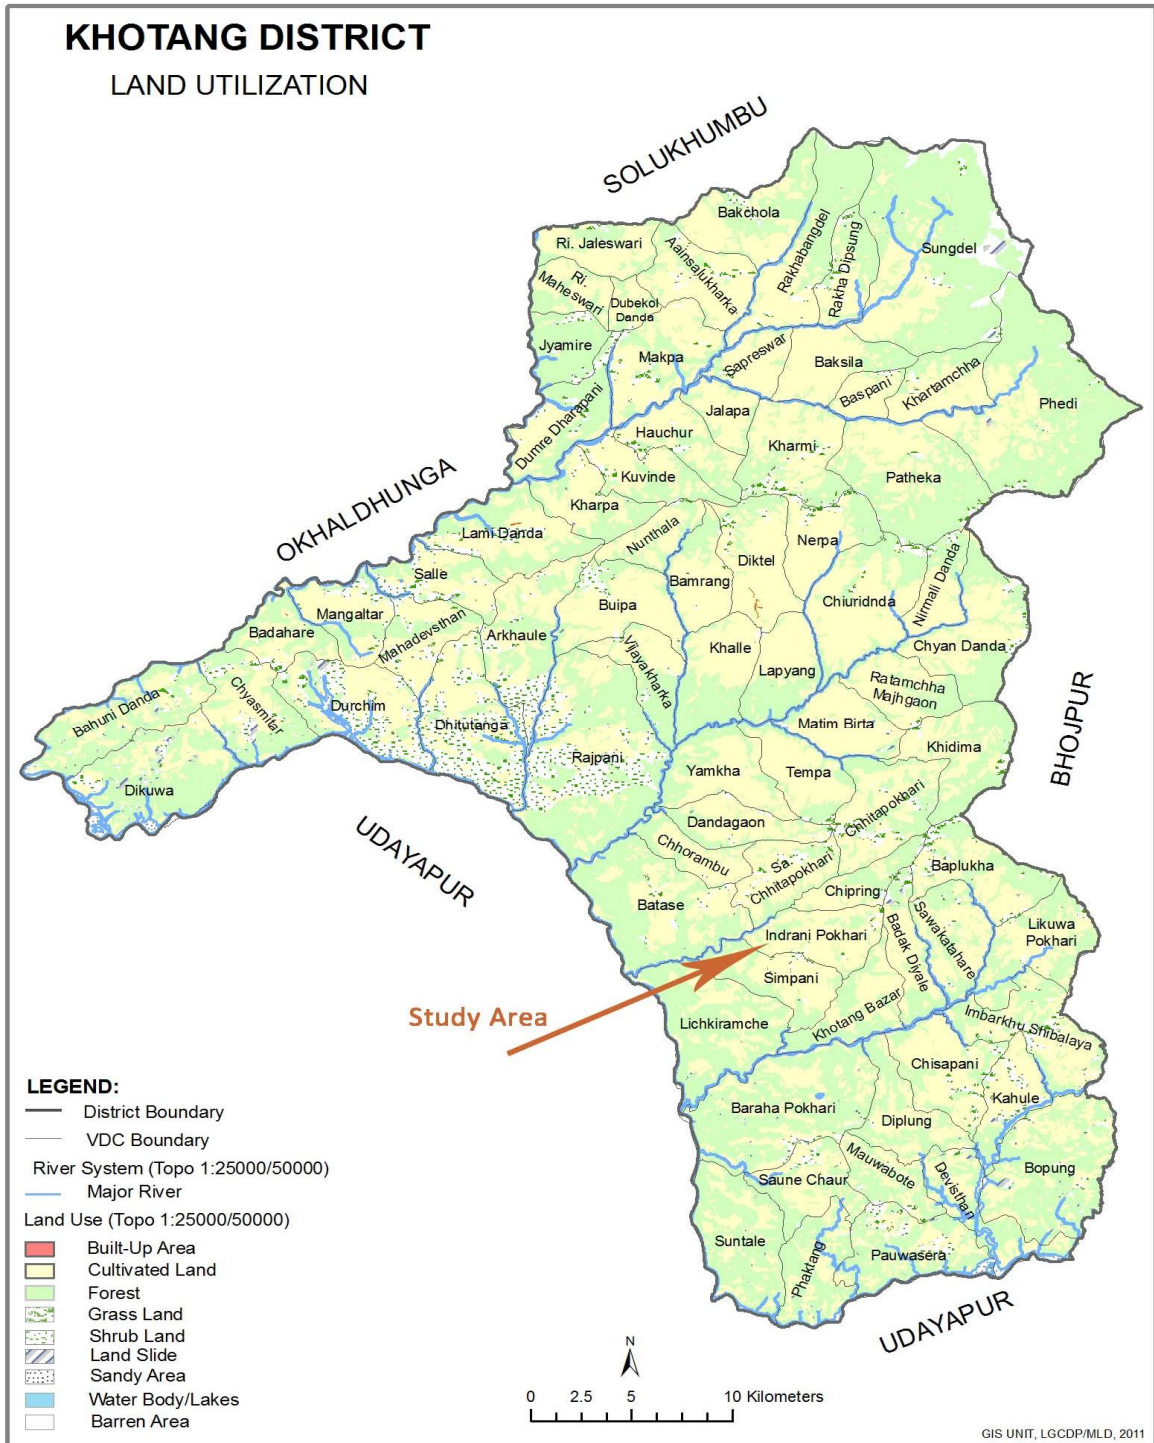 KHOTANG DISTRICT
LAND UTILIZATION
SOLUKHUMBU
Bakchola
Ri. Jaleswari
Aainsalukharka
Rakhabangdel
Rakha Dipsung
Sungdel
Ri.
Maheswari
Dubekol
Danda
Jyamire
Makpa
Sapreswar
Baksila
Baspani
Khartamchha
Phedi
Dumre Dharapani
Jalapa
Hauchur
Kharmi
Kuvinde
Patheka
OKHALDHUNGA
Kharpa
Lami Danda
Nunthala
Nerpa
Diktel
Nirmali Danda
Salle
Bamrang
Buipa
Chiuridnda
Mangaltar
Badahare
Mahadevsthan
Arkhaule
Vijayakharka
Khalle
Lapyang
Chyan Danda
Ratamchha
Majhgaon
Bahuni Danda
Chyasmitar
Durchim
Dhitutanga
Rajpani
Matim Birta
Khidima
BHOJPUR
Dikuwa
Yamkha
Tempa
UDAYAPUR
Dandagaon
Chhitapokhari
Chhorambu
Sa.
Chhitapokhari
Baplukha
Chipring
Batase
Sawakatahare
Likuwa
Pokhari
Indrani Pokhari
Badak Diyale
Simpani
Study Area
Lichkiramche
Khotang Bazar
Imbarkhu Shibalaya
Chisapani
Kahule
Baraha Pokhari
Diplung
Mauwabote
Devisthan
Bopung
Saune Chaur
Suntale
Phaktang
Pauwasera
UDAYAPUR
LEGEND:
District Boundary
VDC Boundary
River System (Topo 1:25000/50000)
Major River
Land Use (Topo 1:25000/50000)
Built-Up Area
Cultivated Land
Forest
Grass Land
Shrub Land
Land Slide
Sandy Area
Water Body/Lakes
Barren Area
N
0 2.5 5 10 Kilometers
GIS UNIT, LGCDP/MLD, 2011